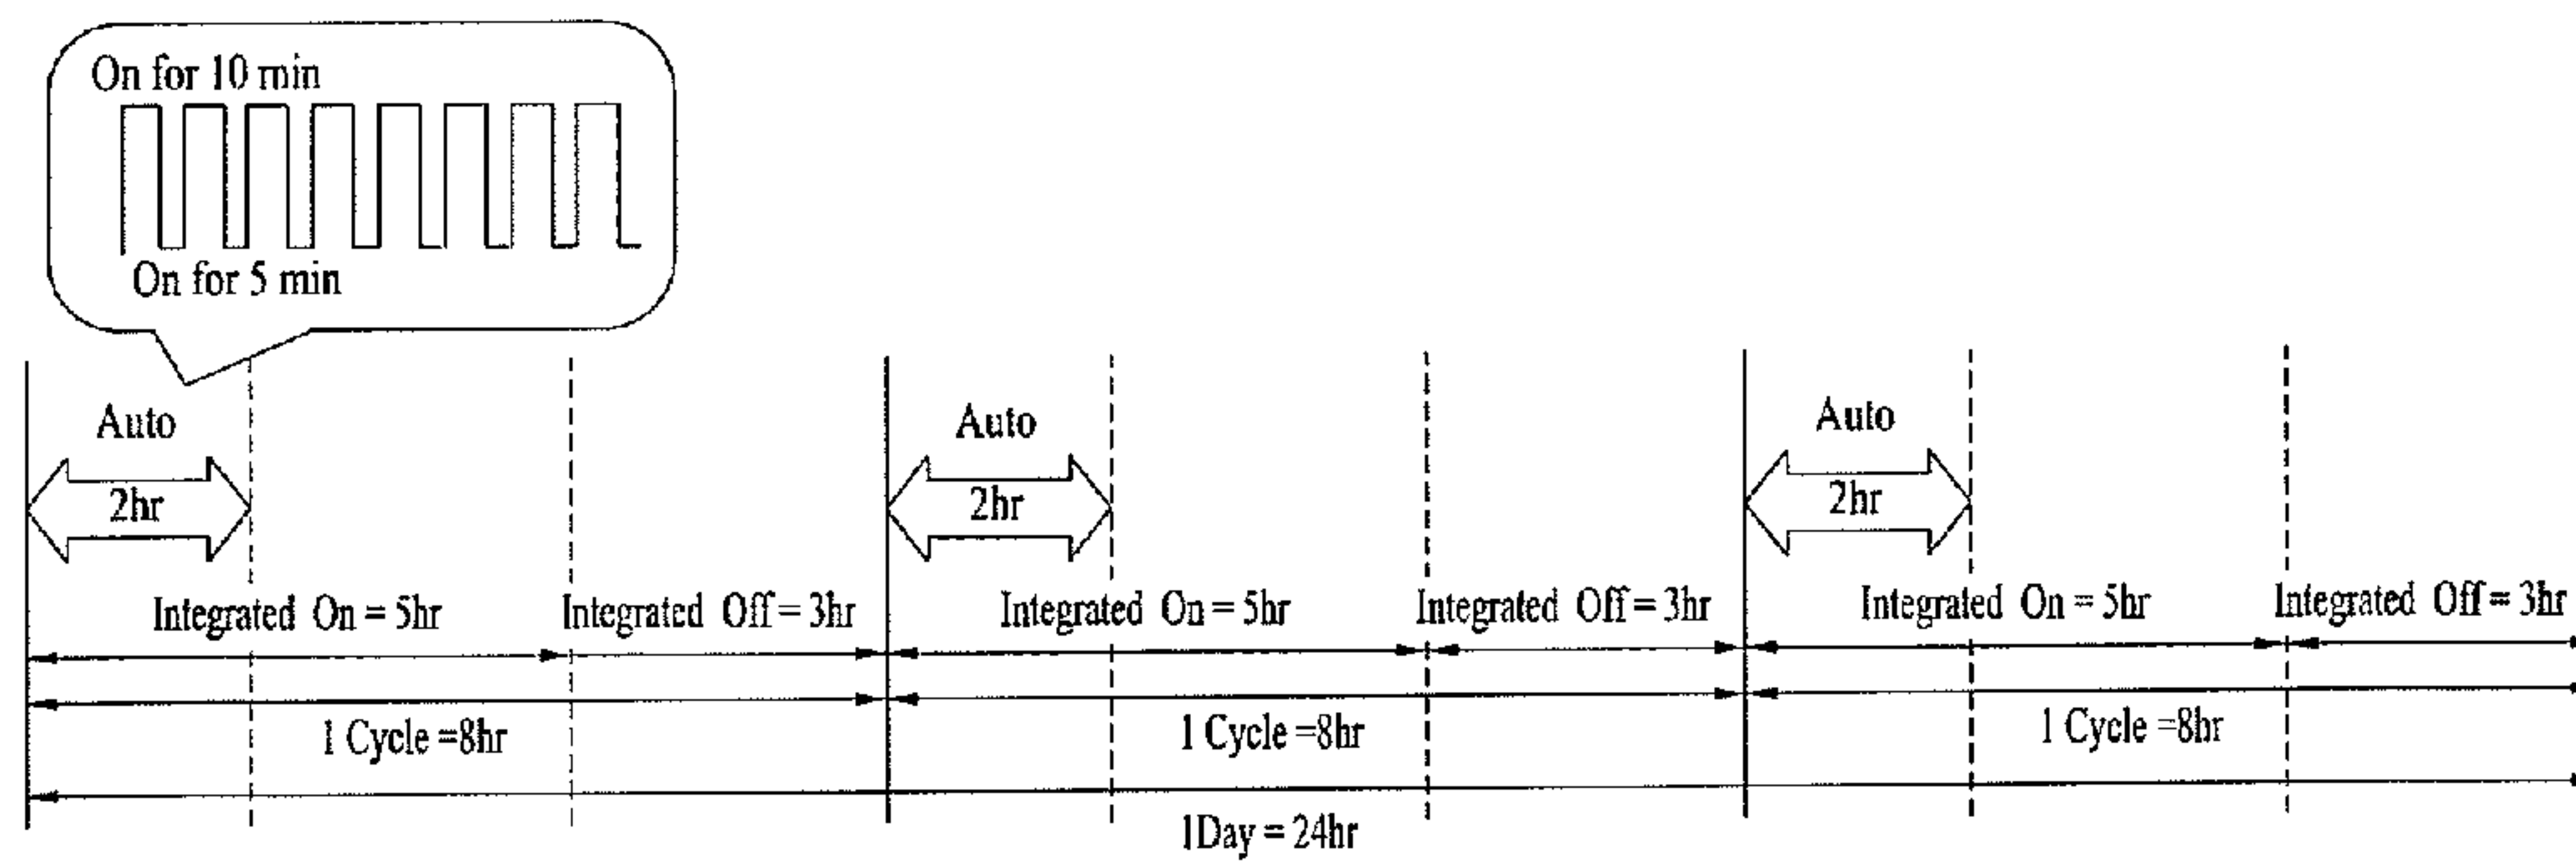 On for 10 min
On for 5 min
Auto
Auto
Auto
2hr
2hr
2hr
Integrated On = 5hr
Integrated Off = 3hr
Integrated On = 5hr
Integrated Off = 3hr
Integrated On = 5hr
Integrated Off = 3hr
1 Cycle =8hr
1 Cycle =8hr
1 Cycle =8hr
1Day = 24hr